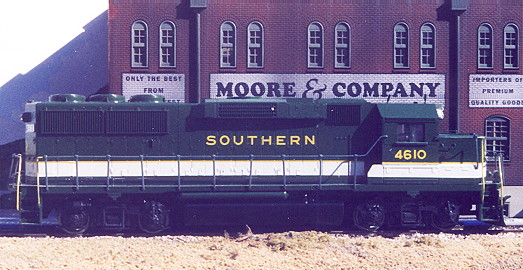 MOORE & COMPANY
ONLY THE BEST
FROM
IMPORTERS OF
PREMIUM
QUALITY GOODS
SOUTHERN
4610